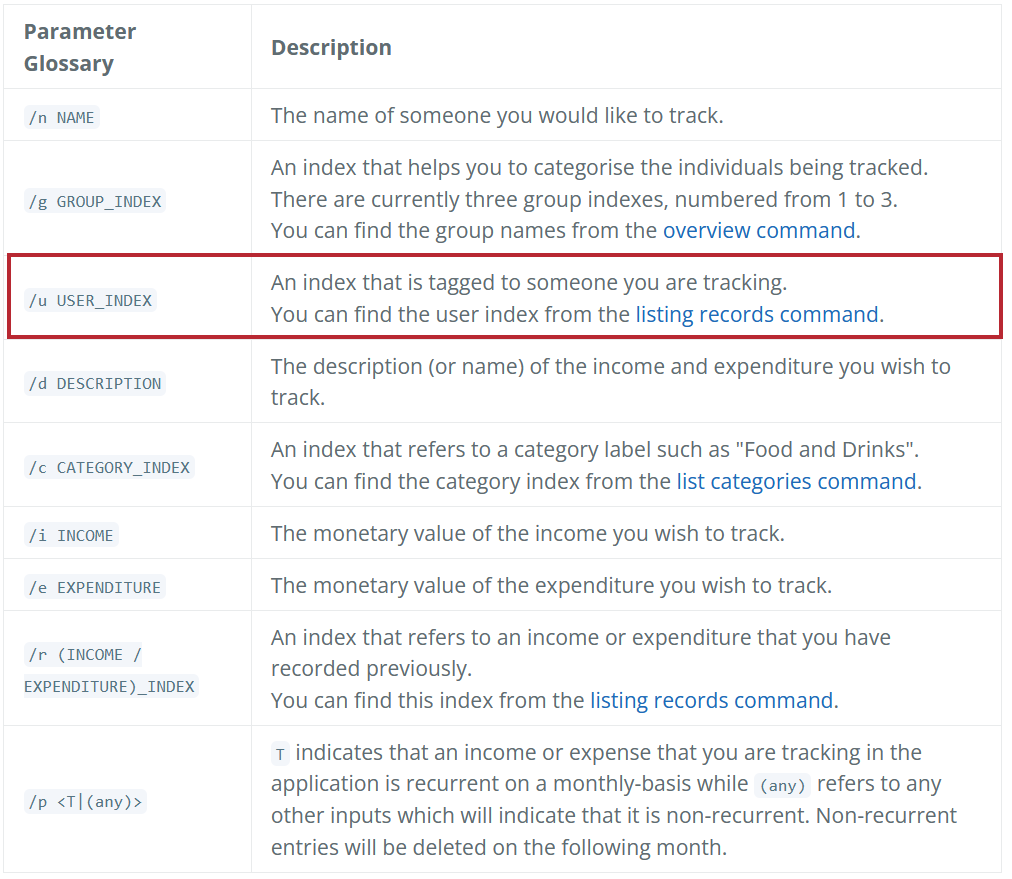 Parameter
Glossary
Description
/n NAME
The name of someone you would like to track.
/g GROUP_INDEX
An index that helps you to categorise the individuals being tracked.
There are currently three group indexes, numbered from 1 to 3.
You can find the group names from the overview command.
/u USER_INDEX
An index that is tagged to someone you are tracking.
You can find the user index from the listing records command.
/d DESCRIPTION
The description (or name) of the income and expenditure you wish to
track.
/c CATEGORY_INDEX
An index that refers to a category label such as "Food and Drinks".
You can find the category index from the list categories command.
/i INCOME
The monetary value of the income you wish to track.
/e EXPENDITURE
The monetary value of the expenditure you wish to track.
/r (INCOME /
EXPENDITURE)_INDEX
An index that refers to an income or expenditure that you have
recorded previously.
You can find this index from the listing records command.
/p <T|(any)>
T indicates that an income or expense that you are tracking in the
application is recurrent on a monthly-basis while (any) refers to any
other inputs which will indicate that it is non-recurrent. Non-recurrent
entries will be deleted on the following month.